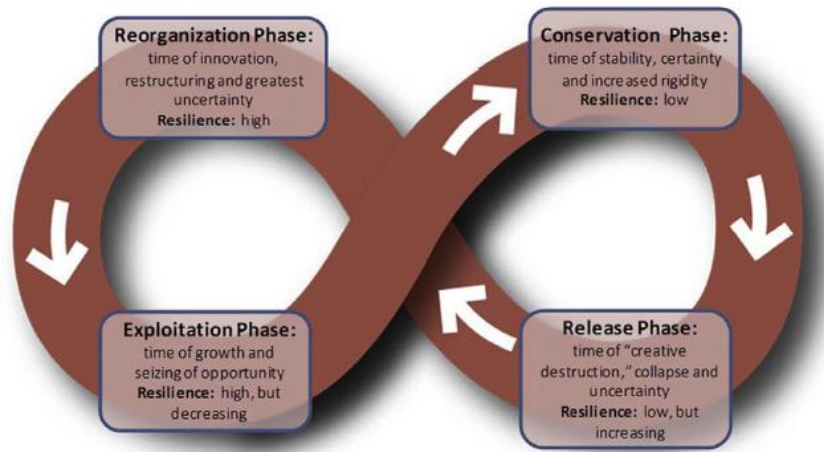 Reorganization Phase:
time of innovation,
restructuring and greatest
uncertainty
Resilience: high
Conservation Phase:
time of stability, certainty
and increased rigidity
Resilience: low
Exploitation Phase:
time of growth and
seizing of opportunity
Resilience: high, but
decreasing
Release Phase:
time of “creative
destruction,” collapse and
uncertainty
Resilience: low, but
increasing